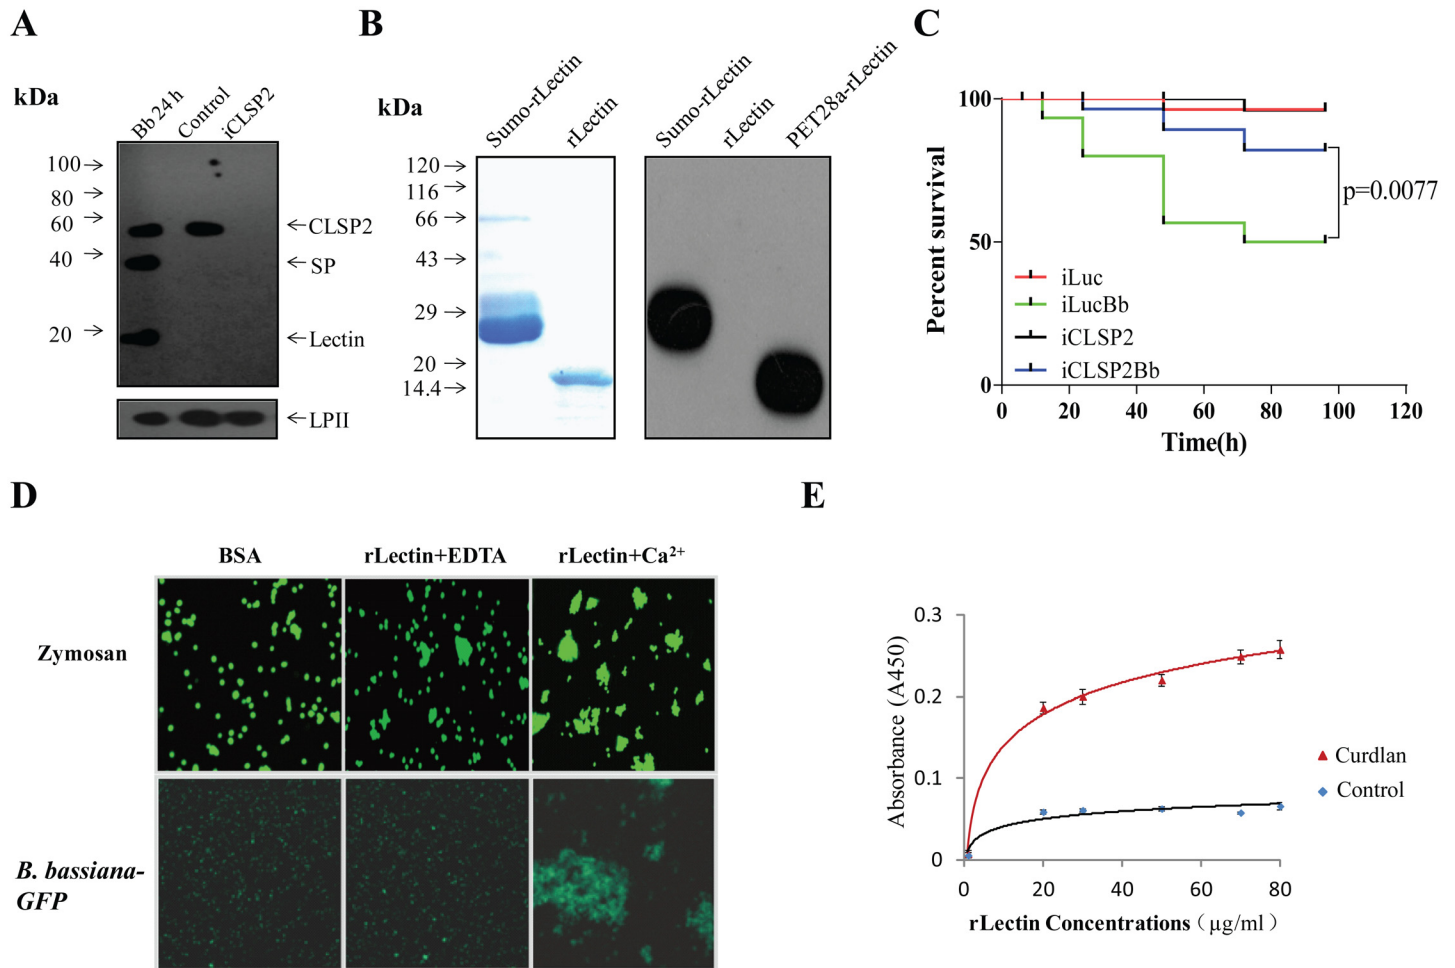 A
kDa
Bb 24 h
Control
iCLSP2
100
80
60
40
20
CLSP2
SP
Lectin
LPII
B
kDa
Sumo-rLectin
rLectin
Sumo-rLectin
rLectin
PET28a-rLectin
120
116
66
43
29
20
14.4
C
Percent survival
100
50
0
0 20 40 60 80 100 120
Time(h)
iLuc
iLucBb
iCLSP2
iCLSP2Bb
p=0.0077
D
BSA
rLectin+EDTA
rLectin+Ca²⁺
Zymosan
B. bassiana-
GFP
E
Absorbance (A450)
0.3
0.2
0.1
0
0 20 40 60 80
rLectin Concentrations (µg/ml)
Curdlan
Control